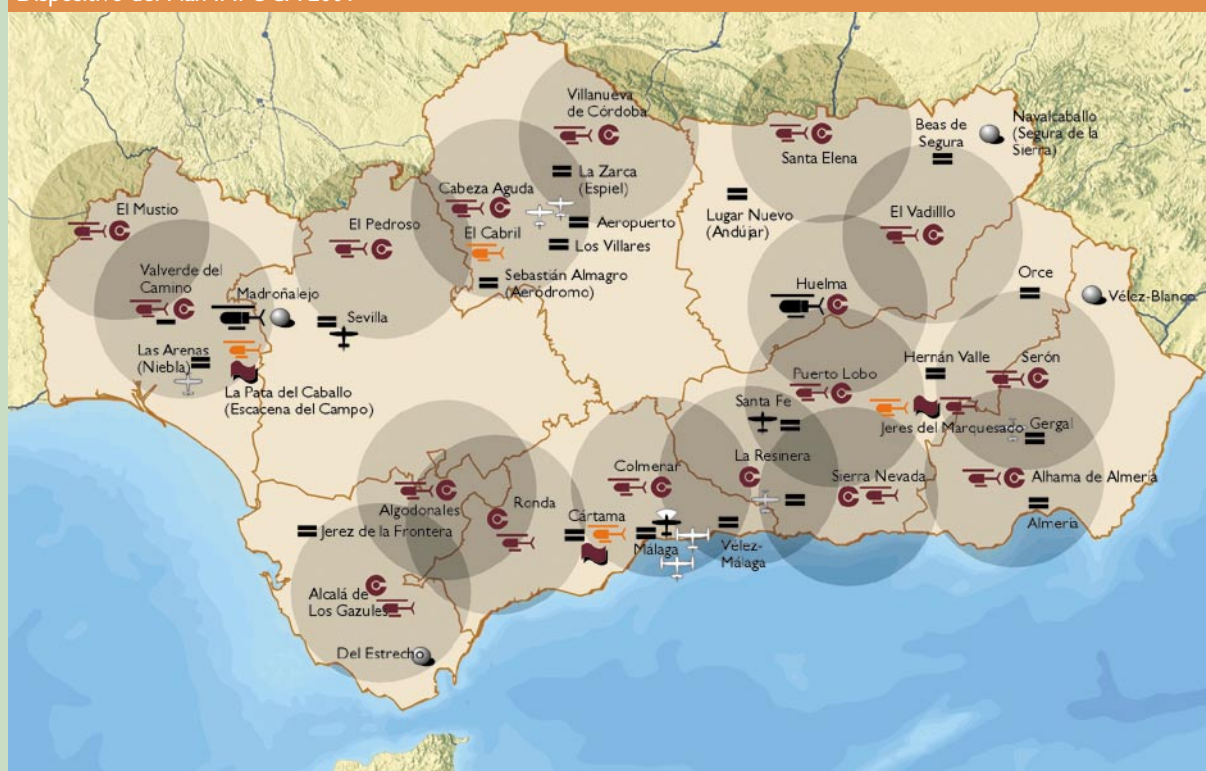 Villanueva
de Córdoba
Beas de
Segura
Navalcaballo
(Segura de la
Sierra)
Santa Elena
La Zarca
(Espiel)
Cabeza Aguda
El Mustio
El Pedroso
Lugar Nuevo
(Andújar)
El Vadilllo
Aeropuerto
El Cabril
Los Villares
Valverde del
Camino
Madroñalejo
Sebastián Almagro
(Aeródromo)
Huelma
Orce
Vélez-Blanco
Sevilla
Las Arenas
(Niebla)
Hernán Valle
Serón
Puerto Lobo
La Pata del Caballo
(Escacena del Campo)
Santa Fe
Jeres del Marquesado
Gergal
Colmenar
La Resinera
Sierra Nevada
Alhama de Almería
Algodonales
Ronda
Cártama
Jerez de la Frontera
Málaga
Vélez-
Málaga
Almería
Alcalá de
Los Gazules
Del Estrecho